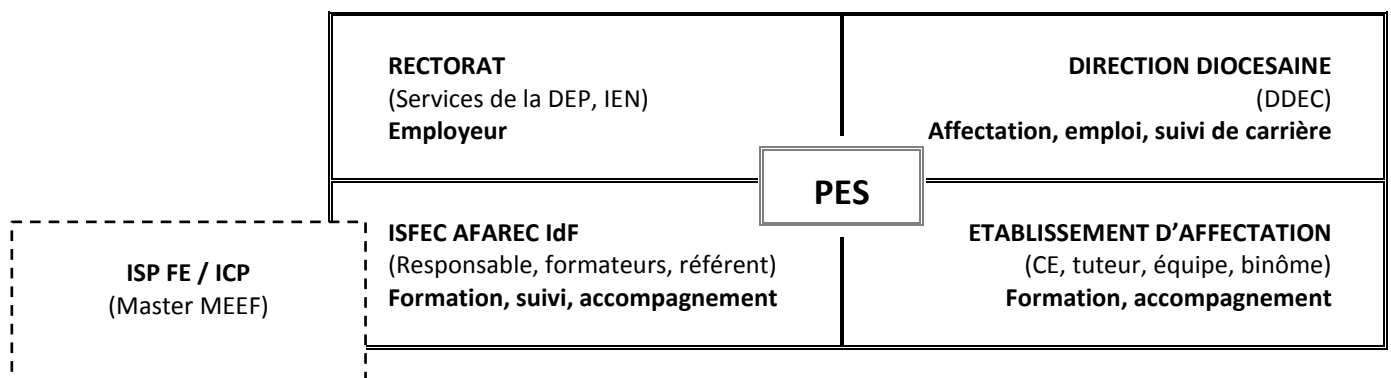 RECTORAT
(Services de la DEP, IEN)
Employeur
DIRECTION DIOCESAINE
(DDEC)
Affectation, emploi, suivi de carrière
PES
ISP FE / ICP
(Master MEEF)
ISFEC AFAREC IdF
(Responsable, formateurs, référent)
Formation, suivi, accompagnement
ETABLISSEMENT D’AFFECTATION
(CE, tuteur, équipe, binôme)
Formation, accompagnement